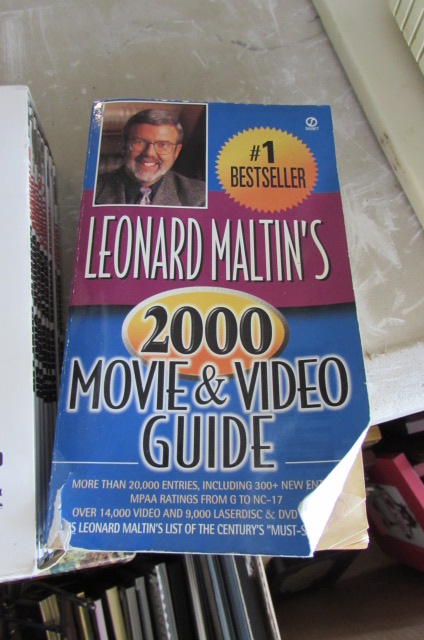 SIGNET
#1
BESTSELLER
LEONARD MALTIN'S
2000
MOVIE & VIDEO
GUIDE
MORE THAN 20,000 ENTRIES, INCLUDING 300+ NEW
MPAA RATINGS FROM G TO NC-17
OVER 14,000 VIDEO AND 9,000 LASERDISC & DVD
LEONARD MALTIN'S LIST OF THE CENTURY'S